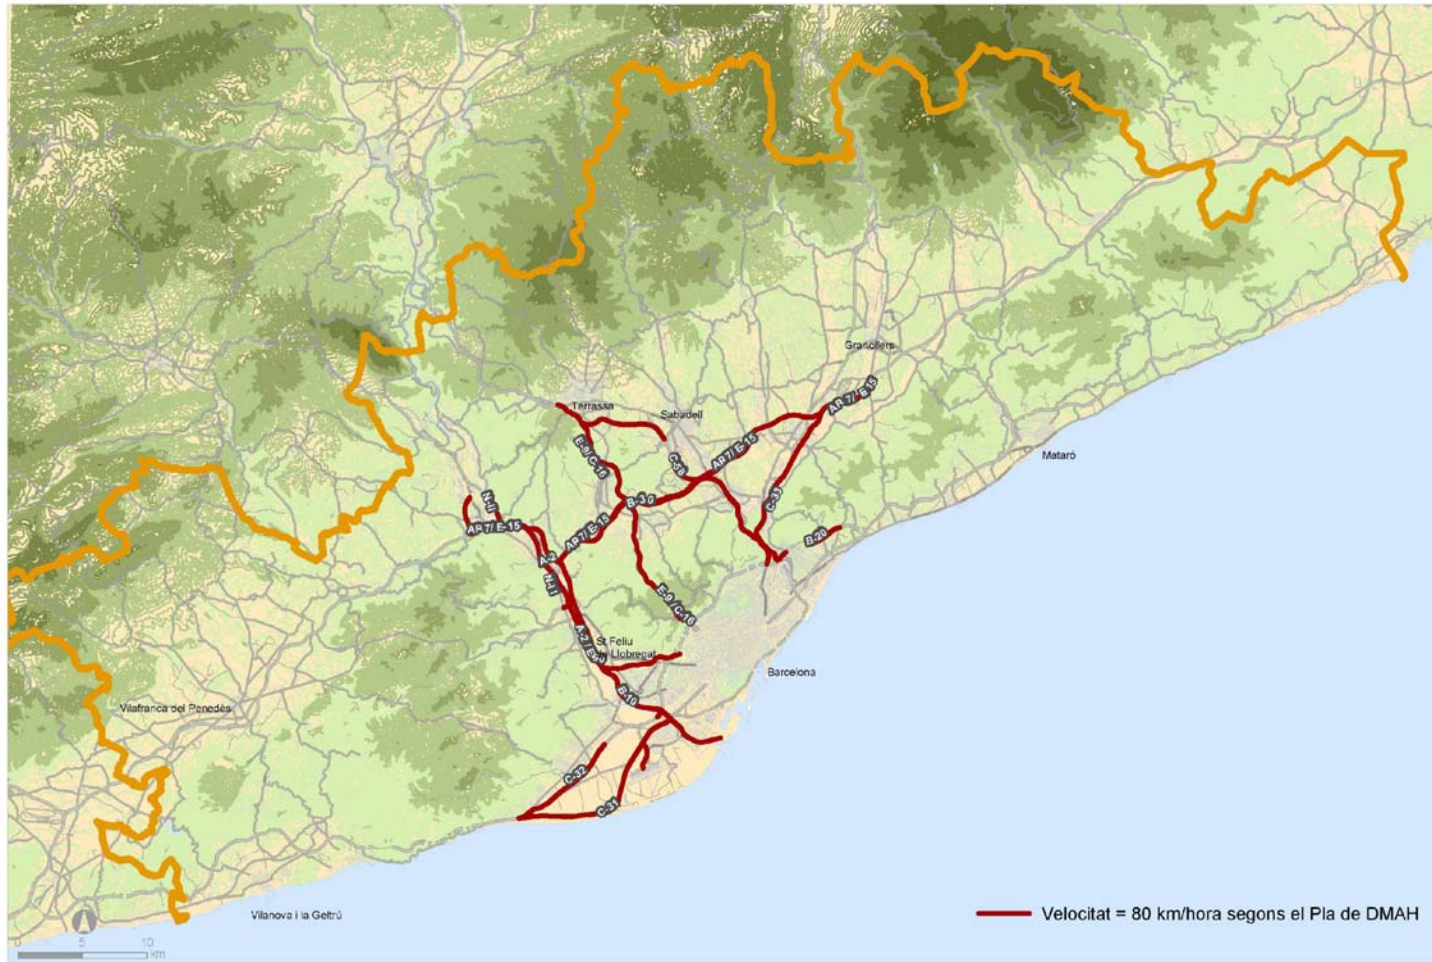 Granollers
AP 7/ E-15
Terrassa
Sabadell
Mataró
E-9/ C-16
C-58
AP 7/ E-15
C-33
B-30
N-II
AP 7/ E-15
AP 7/ E-15
B-20
A-2
N-II
E-9 / C-16
St Feliu
de Llobregat
A-2 / E-90
Barcelona
B-10
Vilafranca del Penedès
C-32
C-31
Vilanova i la Geltrú
Velocitat = 80 km/hora segons el Pla de DMAH
0 5 10
km